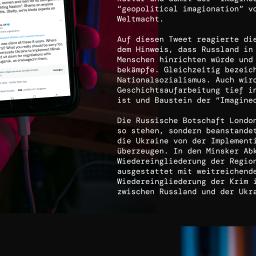 "geopolitical imagination" vo
Weltmacht.
Auf diesen Tweet reagierte die
dem Hinweis, dass Russland in
Menschen hinrichten würde und
bekämpfe. Gleichzeitig bezeich
Nationalsozialismus. Auch wird
Geschichtsaufarbeitung tief in
ist und Baustein der "Imagined
Die Russische Botschaft London
so stehen, sondern beanstandet
die Ukraine von der Implementi
überzeugen. In den Minsker Abk
Wiedereingliederung der Region
ausgestattet mit weitreichende
Wiedereingliederung der Krim i
zwischen Russland und der Ukra